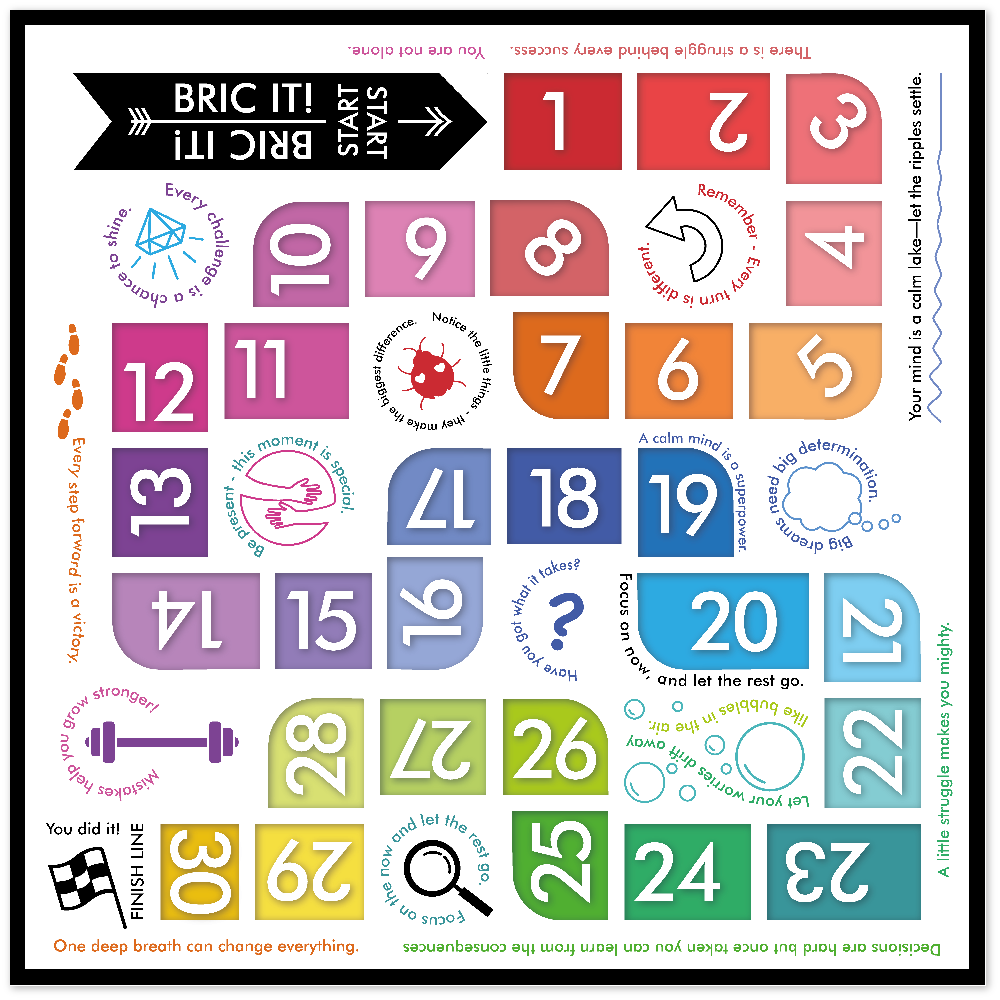 You are not alone.
There is a struggle behind every success.
BRIC IT!
BRIC IT!
START
START
1
2
3
Your mind is a calm lake—let the ripples settle.
Every challenge is a chance to shine.
10
9
8
Remember - Every turn is different.
4
12
11
Notice the little things - they make the biggest difference.
7
6
5
Every step forward is a victory.
13
Be present - this moment is special.
17
18
19
A calm mind is a superpower.
Big dreams need big determination.
14
15
16
Have you got what it takes?
Focus on now, and let the rest go.
20
21
A little struggle makes you mighty.
Mistakes help you grow stronger!
28
27
26
Let your worries drift away
like bubbles in the air.
22
You did it!
FINISH LINE
30
29
Focus on the now and let the rest go.
25
24
23
One deep breath can change everything.
Decisions are hard but once taken you can learn from the consequences